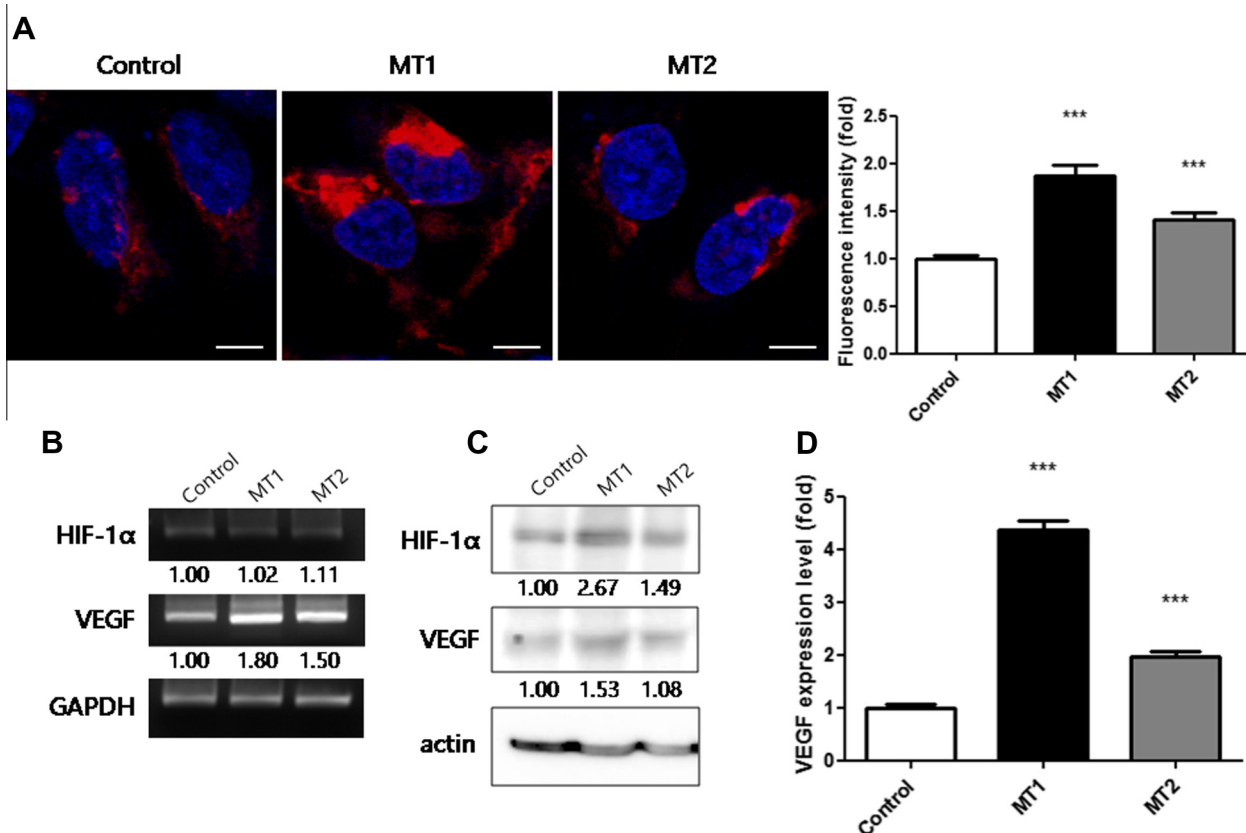 A
Control MT1 MT2
Fluorescence intensity (fold)
2.5
***
2.0
***
1.5
1.0
0.5
0.0
Control MT1 MT2
B
Control MT1 MT2
HIF-1α
1.00 1.02 1.11
VEGF
1.00 1.80 1.50
GAPDH
C
Control MT1 MT2
HIF-1α
1.00 2.67 1.49
VEGF
1.00 1.53 1.08
actin
D
VEGF expression level (fold)
***
5
4
3
***
2
1
0
Control MT1 MT2